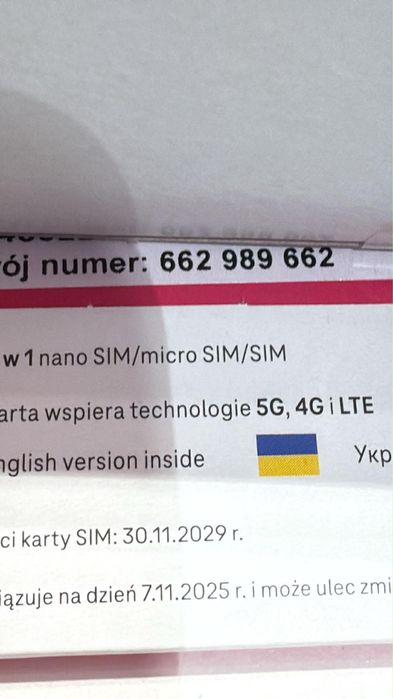 ój numer: 662 989 662
w 1 nano SIM/micro SIM/SIM
arta wspiera technologie 5G, 4G i LTE
nglish version inside Укр
ci karty SIM: 30.11.2029 r.
iązuje na dzień 7.11.2025 r. i może ulec zmi